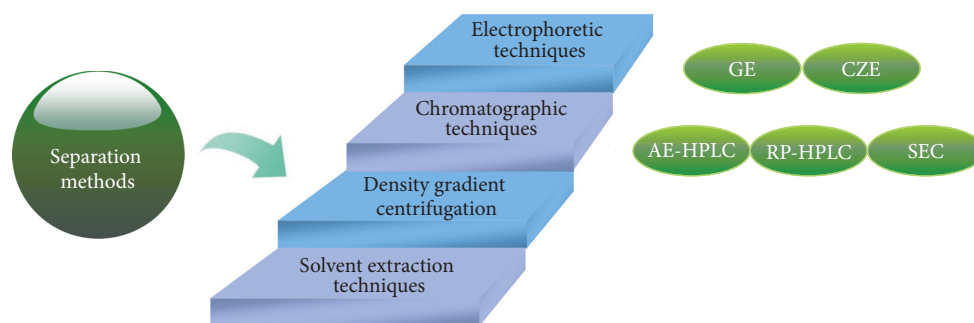 Separation
methods
Electrophoretic
techniques
Chromatographic
techniques
Density gradient
centrifugation
Solvent extraction
techniques
GE
CZE
AE-HPLC
RP-HPLC
SEC